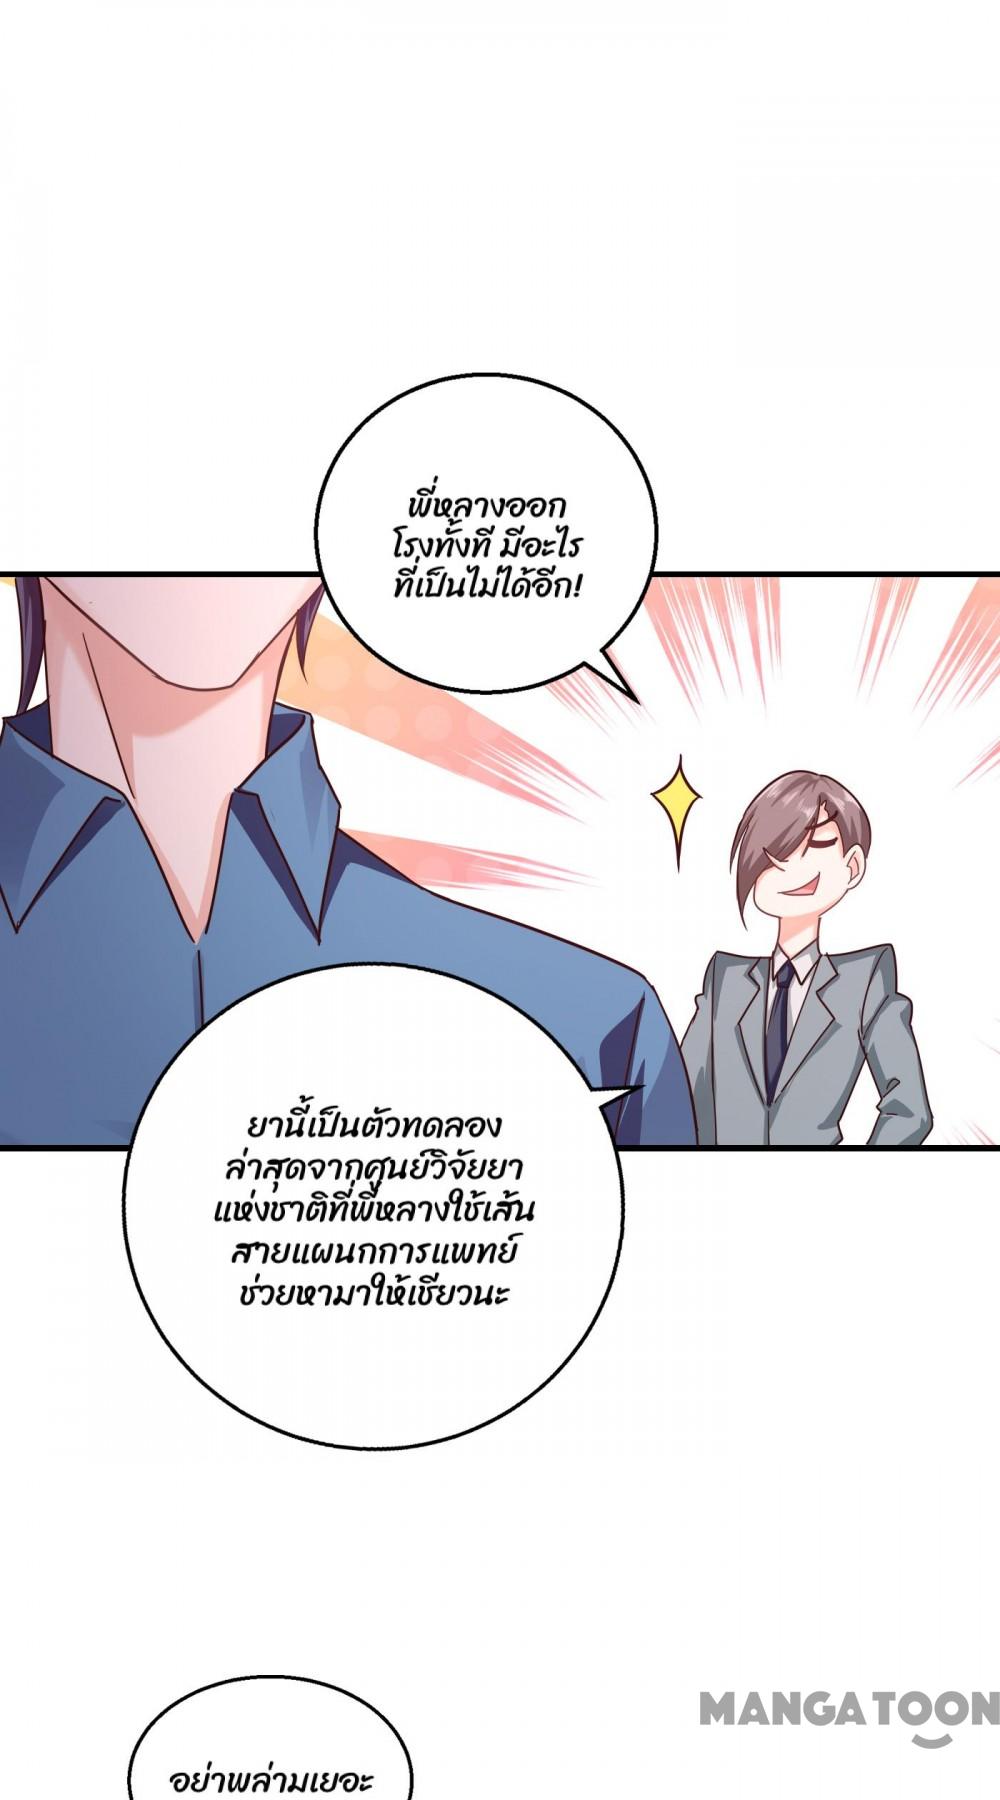 พี่หลางออก
โรงทั้งที มีอะไร
ที่เป็นไม่ได้อีก!
ยานี้เป็นตัวทดลอง
ล่าสุดจากศูนย์วิจัยยา
แห่งชาติที่พี่หลางใช้เส้น
สายแผนกการแพทย์
ช่วยหามาให้เชียวนะ
MANGATOON
อย่าพล่ามเยอะ